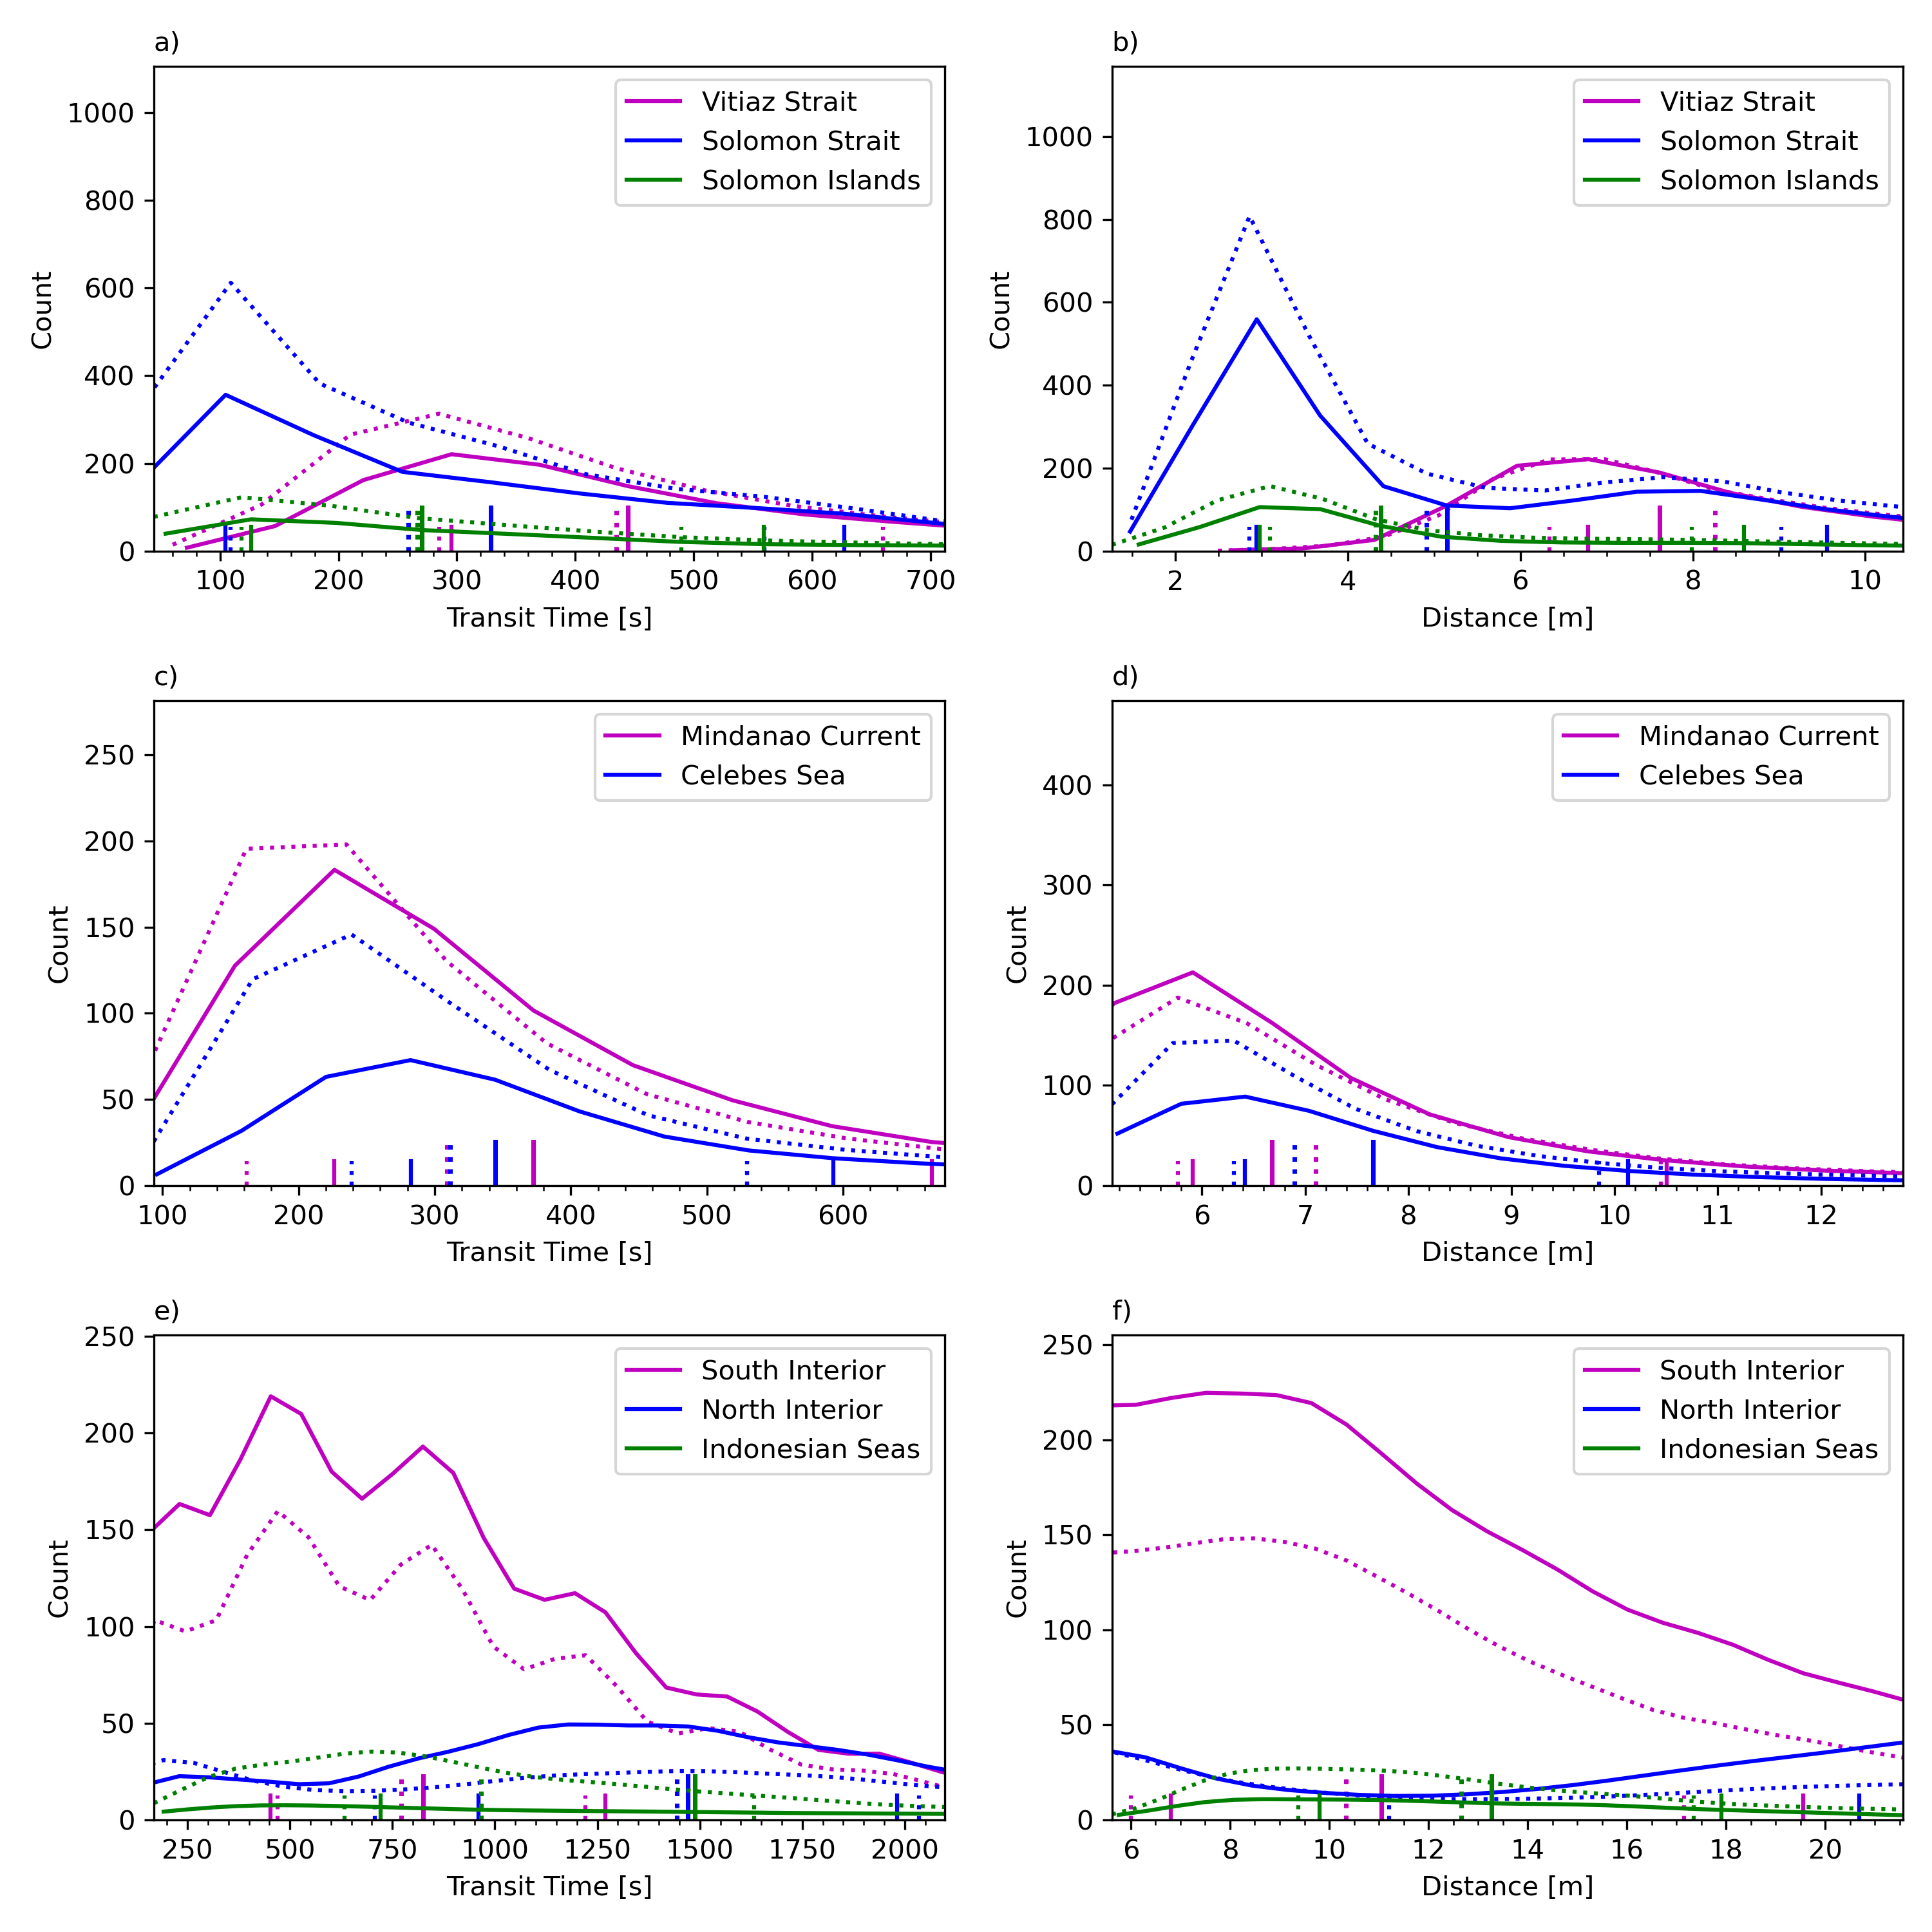 a)
1000
800
600
400
200
0
Count
100 200 300 400 500 600 700
Transit Time [s]
Vitiaz Strait
Solomon Strait
Solomon Islands
b)
1000
800
600
400
200
0
Count
2 4 6 8 10
Distance [m]
Vitiaz Strait
Solomon Strait
Solomon Islands
c)
250
200
150
100
50
0
Count
100 200 300 400 500 600
Transit Time [s]
Mindanao Current
Celebes Sea
d)
400
300
200
100
0
Count
6 7 8 9 10 11 12
Distance [m]
Mindanao Current
Celebes Sea
e)
250
200
150
100
50
0
Count
250 500 750 1000 1250 1500 1750 2000
Transit Time [s]
South Interior
North Interior
Indonesian Seas
f)
250
200
150
100
50
0
Count
6 8 10 12 14 16 18 20
Distance [m]
South Interior
North Interior
Indonesian Seas